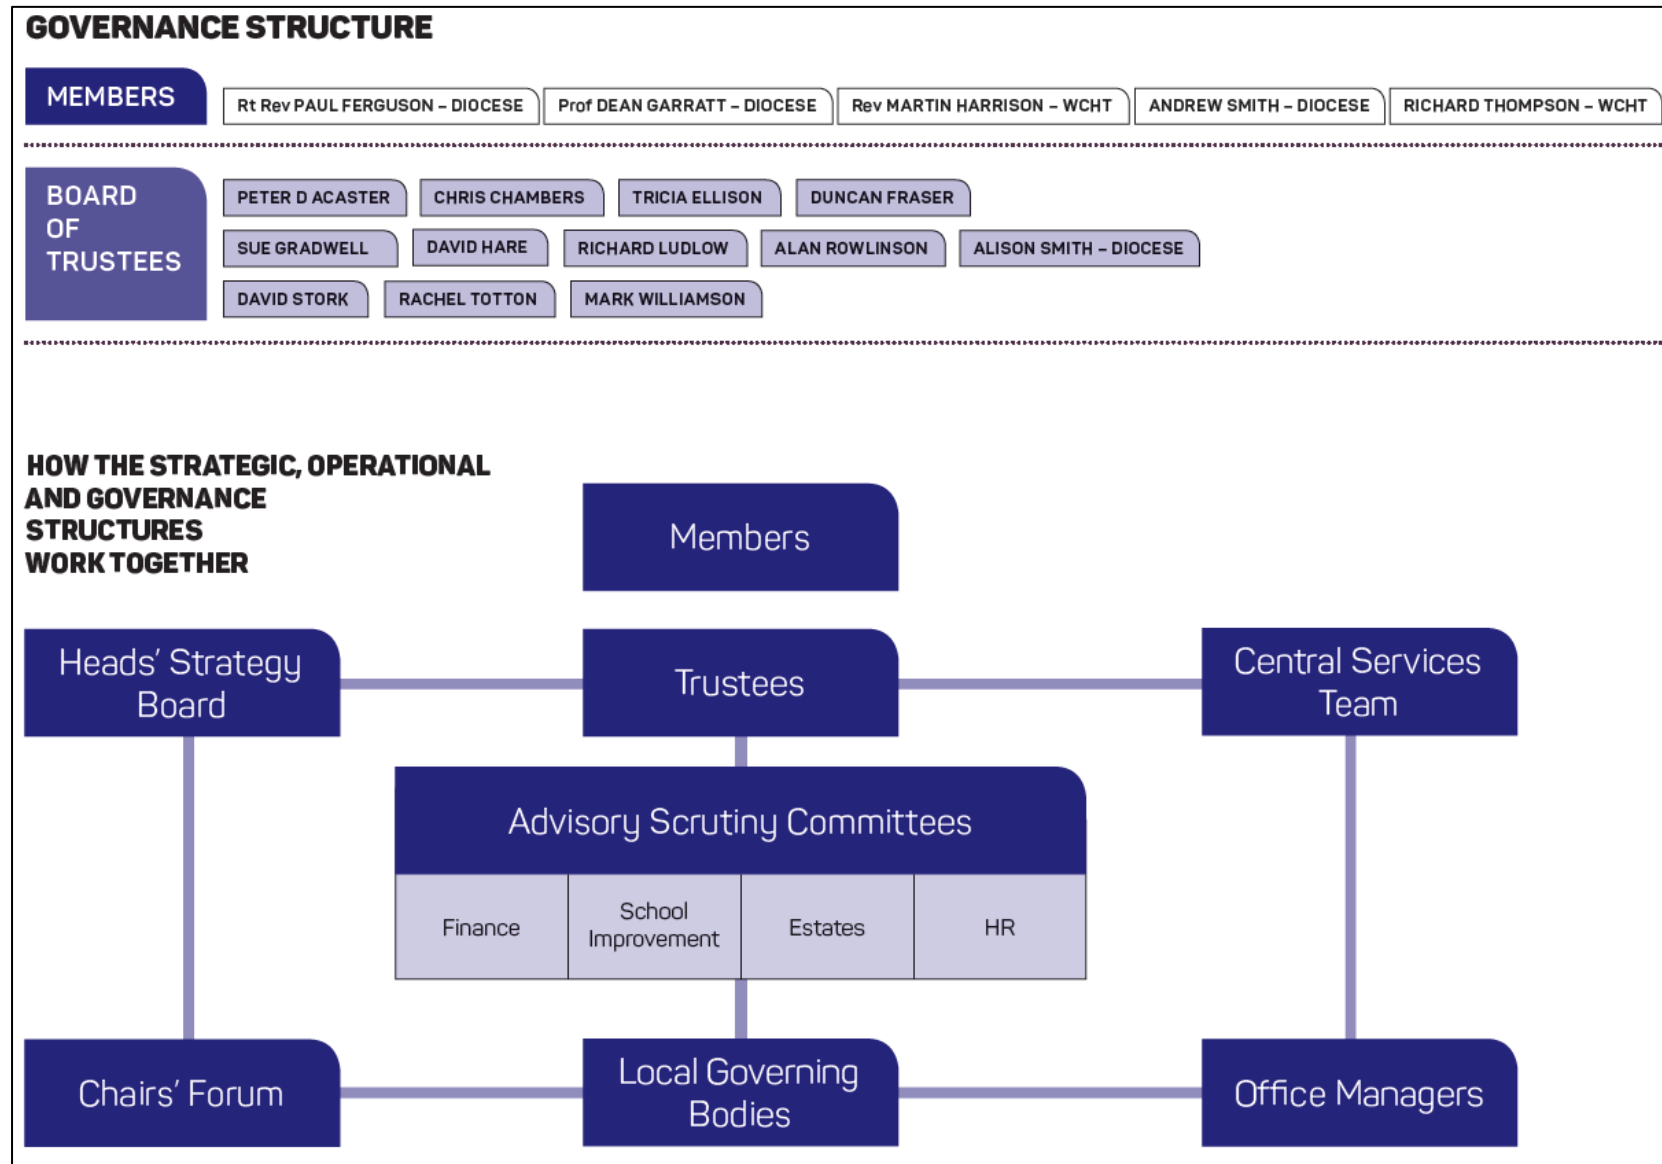 GOVERNANCE STRUCTURE
MEMBERS
Rt Rev PAUL FERGUSON – DIOCESE
Prof DEAN GARRATT – DIOCESE
Rev MARTIN HARRISON – WCHT
ANDREW SMITH – DIOCESE
RICHARD THOMPSON – WCHT
BOARD
OF
TRUSTEES
PETER D ACASTER
CHRIS CHAMBERS
TRICIA ELLISON
DUNCAN FRASER
SUE GRADWELL
DAVID HARE
RICHARD LUDLOW
ALAN ROWLINSON
ALISON SMITH – DIOCESE
DAVID STORK
RACHEL TOTTON
MARK WILLIAMSON
HOW THE STRATEGIC, OPERATIONAL
AND GOVERNANCE
STRUCTURES
WORK TOGETHER
Members
Heads’ Strategy
Board
Trustees
Central Services
Team
Advisory Scrutiny Committees
Finance
School
Improvement
Estates
HR
Chairs’ Forum
Local Governing
Bodies
Office Managers